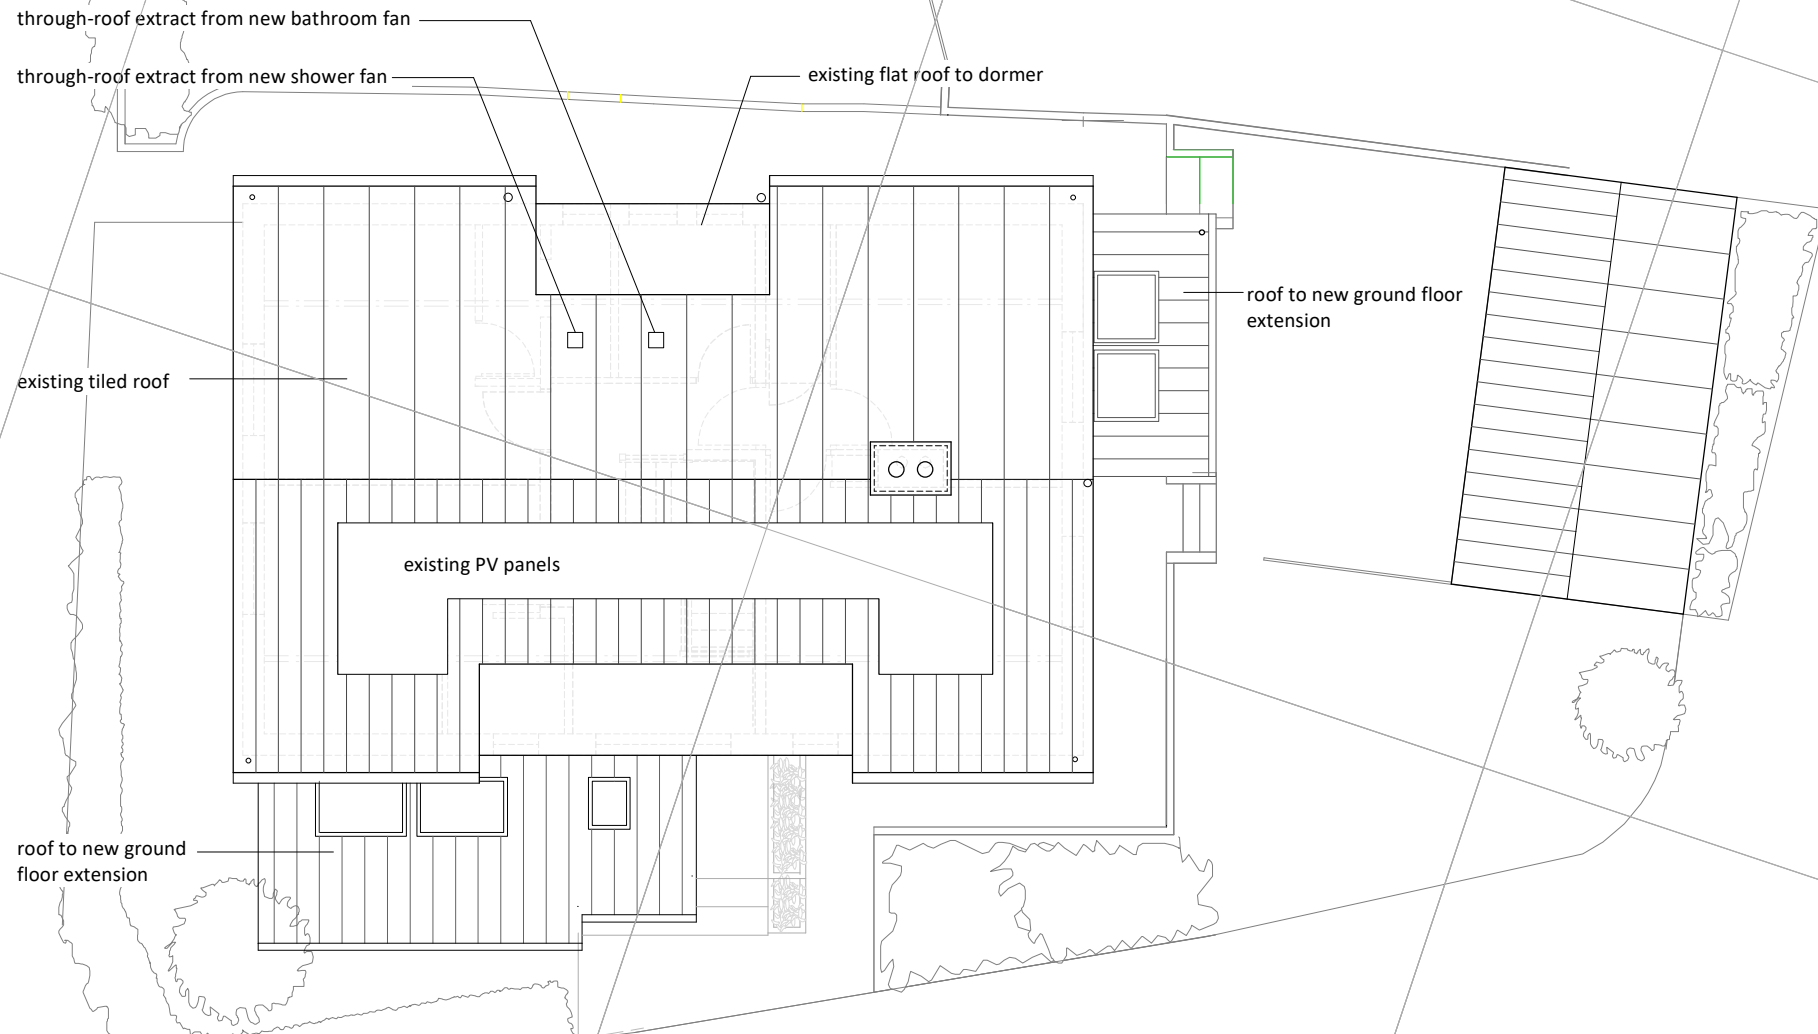 through-roof extract from new bathroom fan
through-roof extract from new shower fan
existing flat roof to dormer
roof to new ground floor
extension
existing tiled roof
existing PV panels
roof to new ground
floor extension